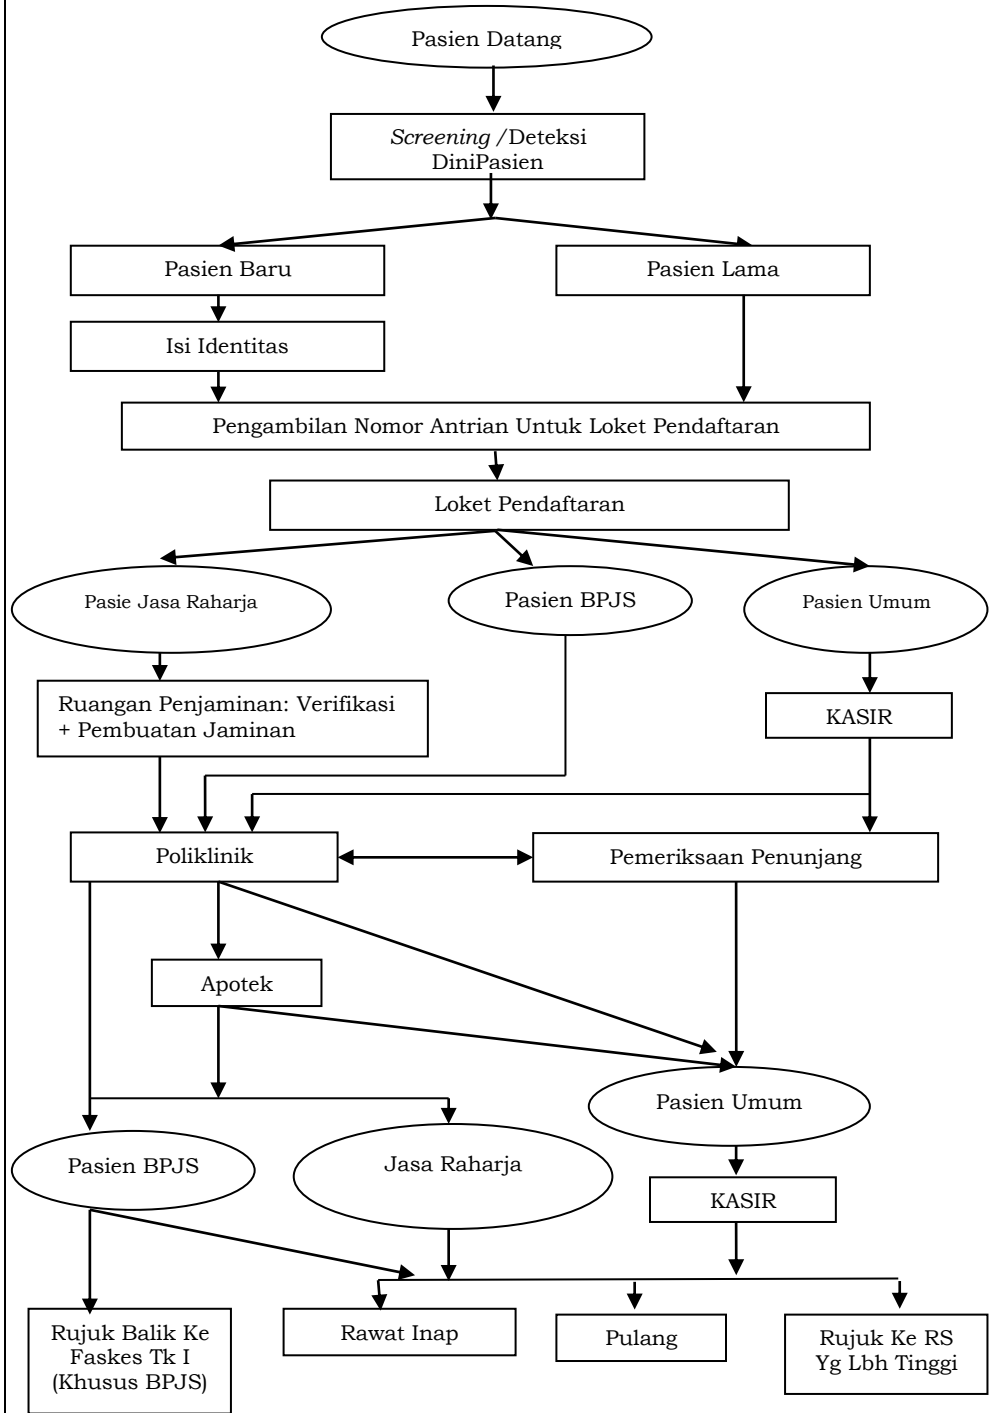 Pasien Datang
Screening /Deteksi
DiniPasien
Pasien Baru
Pasien Lama
Isi Identitas
Pengambilan Nomor Antrian Untuk Loket Pendaftaran
Loket Pendaftaran
Pasie Jasa Raharja
Pasien BPJS
Pasien Umum
Ruangan Penjaminan: Verifikasi
+ Pembuatan Jaminan
KASIR
Poliklinik
Pemeriksaan Penunjang
Apotek
Pasien Umum
Pasien BPJS
Jasa Raharja
KASIR
Rujuk Balik Ke
Faskes Tk I
(Khusus BPJS)
Rawat Inap
Pulang
Rujuk Ke RS
Yg Lbh Tinggi